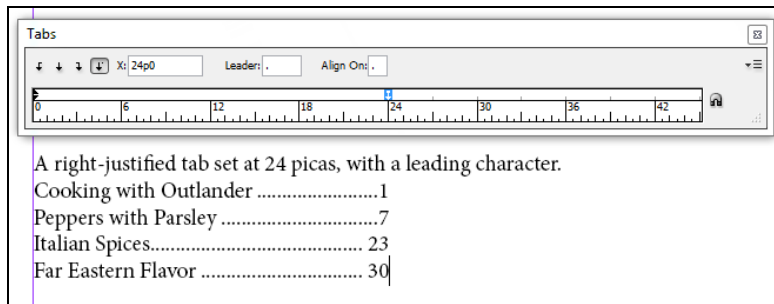 Tabs
X: 24p0 Leader: . Align On: .
0 6 12 18 24 30 36 42
A right-justified tab set at 24 picas, with a leading character.
Cooking with Outlander ...........................1
Peppers with Parsley ...................................7
Italian Spices............................................... 23
Far Eastern Flavor .................................... 30